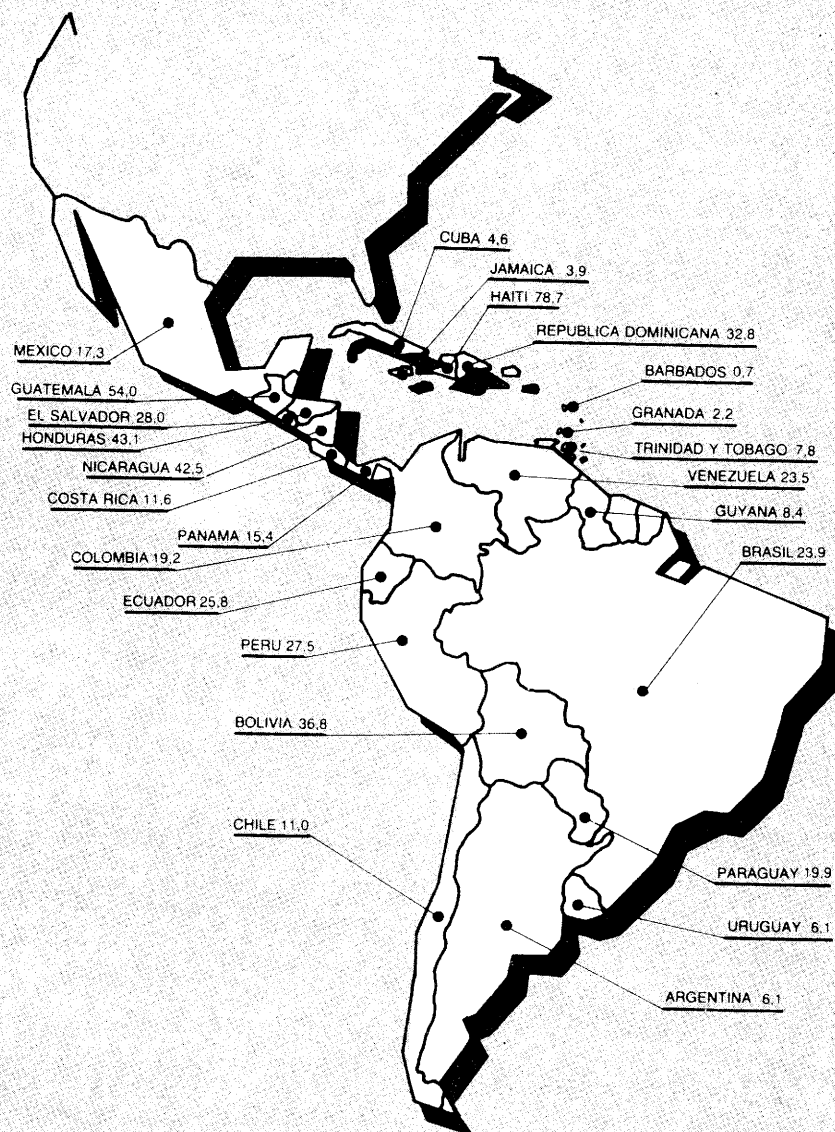 CUBA 4,6
JAMAICA 3,9
HAITI 78,7
REPUBLICA DOMINICANA 32,8
MEXICO 17,3
BARBADOS 0,7
GUATEMALA 54,0
EL SALVADOR 28,0
GRANADA 2,2
HONDURAS 43,1
TRINIDAD Y TOBAGO 7,8
NICARAGUA 42,5
VENEZUELA 23,5
COSTA RICA 11,6
GUYANA 8,4
PANAMA 15,4
COLOMBIA 19,2
BRASIL 23,9
ECUADOR 25,8
PERU 27,5
BOLIVIA 36,8
CHILE 11,0
PARAGUAY 19,9
URUGUAY 6,1
ARGENTINA 6,1